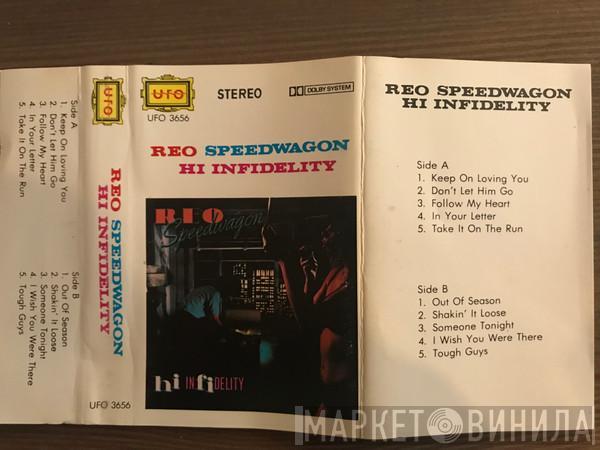 Side A
1. Keep On Loving You
2. Don't Let Him Go
3. Follow My Heart
4. In Your Letter
5. Take It On The Run
Side B
1. Out Of Season
2. Shakin' It Loose
3. Someone Tonight
4. I Wish You Were There
5. Tough Guys
UFO
REO SPEEDWAGON
HI INFIDELITY
UFO 3656
UFO
UFO 3656
STEREO
DOLBY SYSTEM
REO SPEEDWAGON
HI INFIDELITY
REO
Speedwagon
hi INfiDELITY
REO SPEEDWAGON
HI INFIDELITY
Side A
1. Keep On Loving You
2. Don't Let Him Go
3. Follow My Heart
4. In Your Letter
5. Take It On The Run
Side B
1. Out Of Season
2. Shakin' It Loose
3. Someone Tonight
4. I Wish You Were There
5. Tough Guys
МАРКЕТ ВИНИЛА